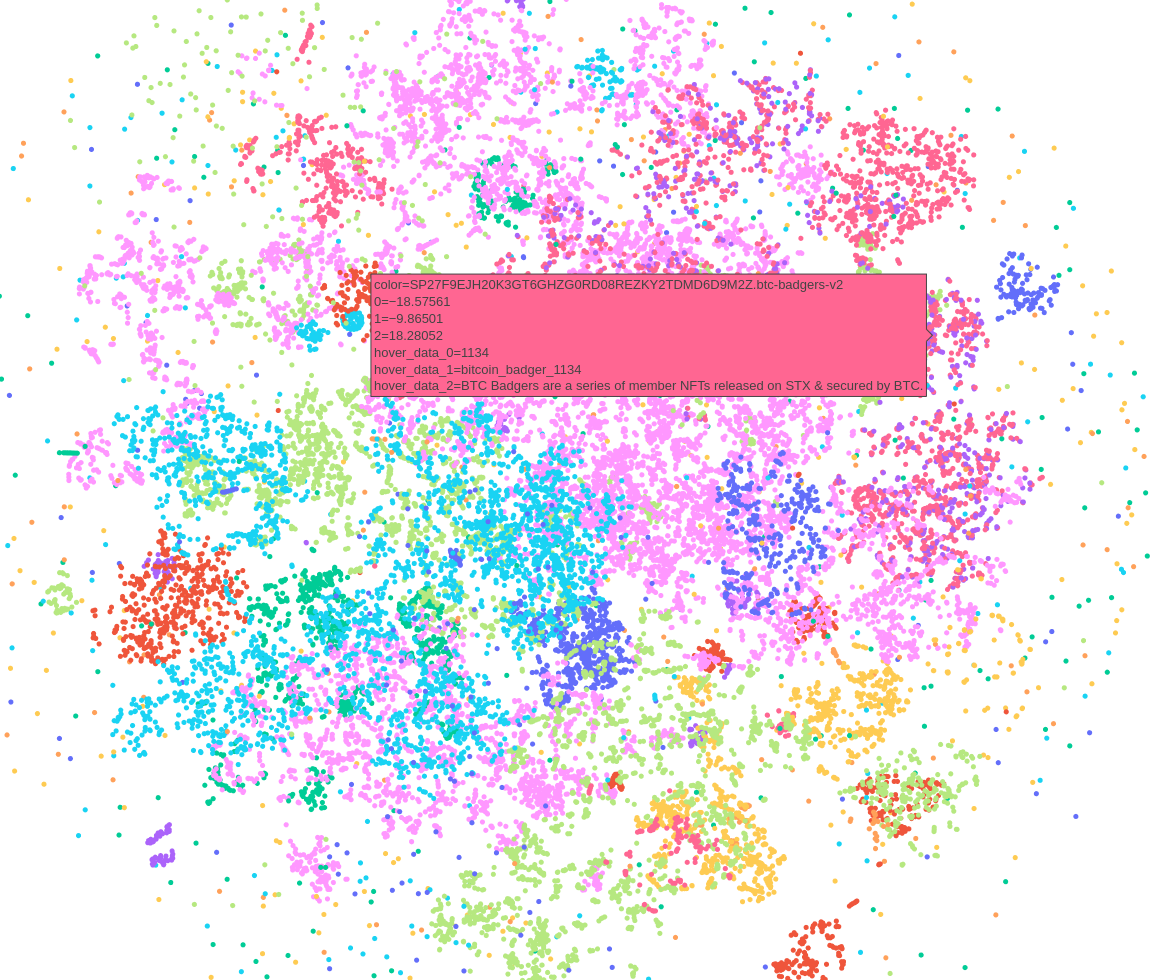 color=SP27F9EJH20K3GT6GHZG0RD08REZKY2TDMD6D9M2Z.btc-badgers-v2
0=−18.57561
1=−9.86501
2=18.28052
hover_data_0=1134
hover_data_1=bitcoin_badger_1134
hover_data_2=BTC Badgers are a series of member NFTs released on STX & secured by BTC.